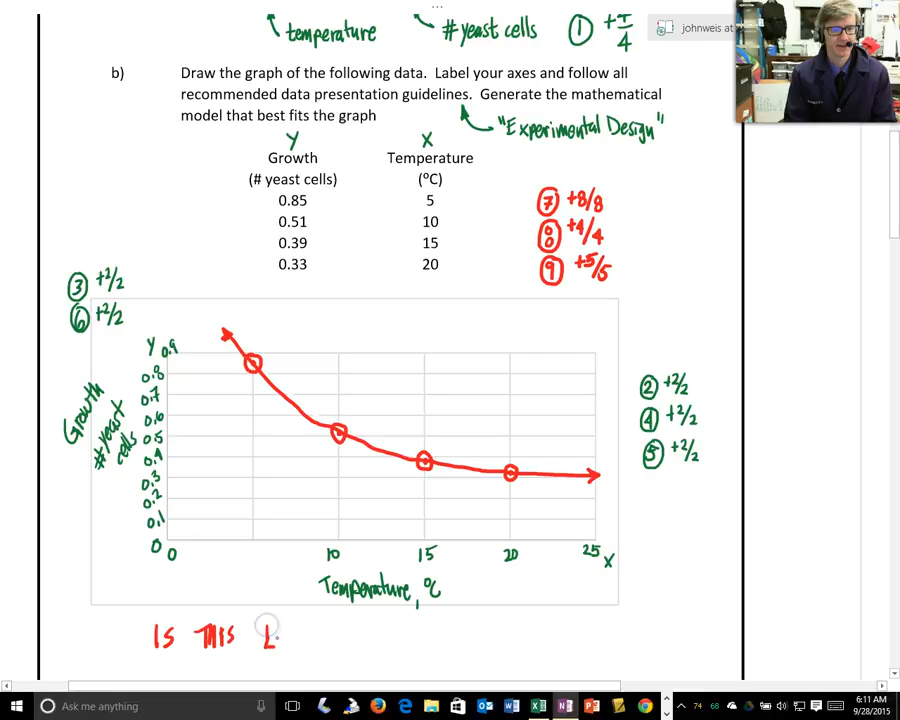 temperature
#yeast cells
①
johnweis at
b) Draw the graph of the following data. Label your axes and follow all
recommended data presentation guidelines. Generate the mathematical
model that best fits the graph
"Experimental Design"
Y X
Growth Temperature
(# yeast cells) (ºC)
0.85 5
0.51 10
0.39 15
0.33 20
⑦ +8/8
⑧ +4/4
⑨ +5/5
③ +2/2
⑥ +2/2
Y 0.9
0.8
0.7
0.6
0.5
0.4
0.3
0.2
0.1
0
Growth
#yeast
cells
② +2/2
④ +2/2
⑤ +2/2
0 10 15 20 25 X
Temperature, ºC
IS THIS L
Ask me anything
74 68
6:11 AM
9/28/2015